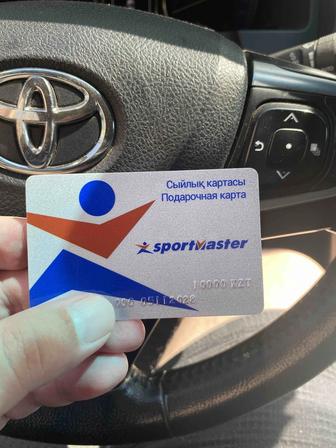 Сыйлық картасы
Подарочная карта
sportmaster
10000 KZT